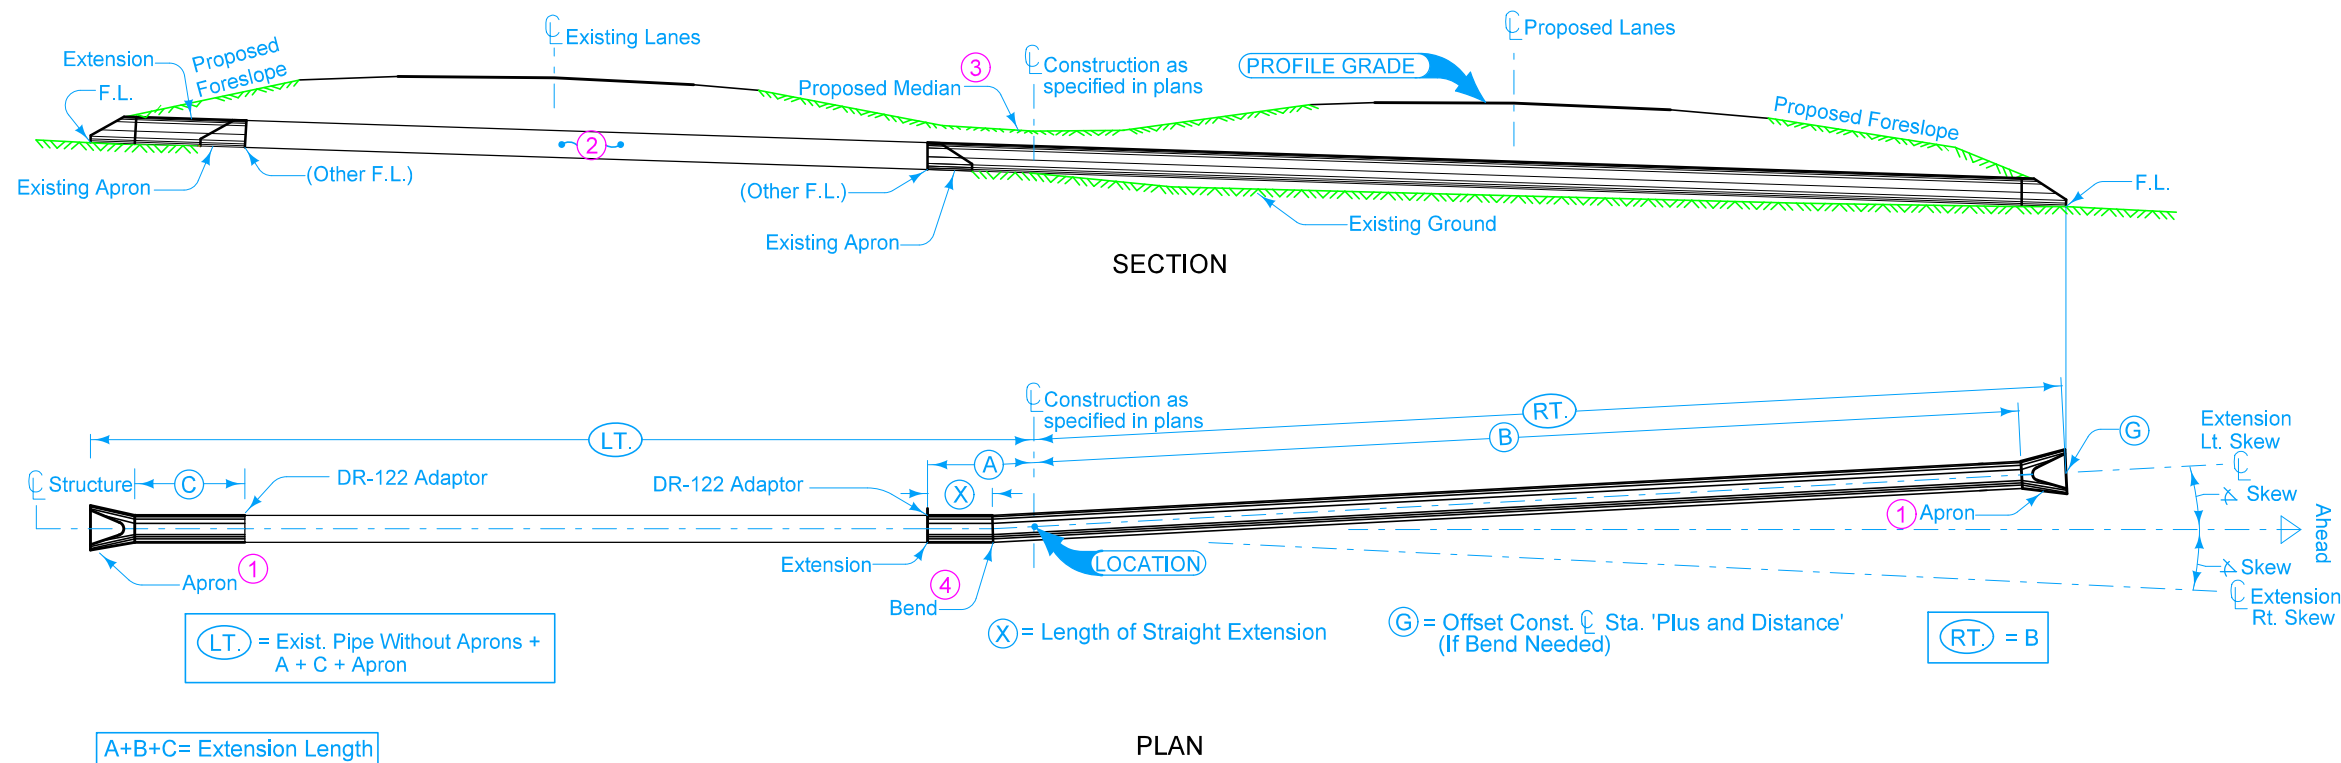 ℄ Existing Lanes
℄ Proposed Lanes
Extension
Proposed
Foreslope
F.L.
Proposed Median
3
℄ Construction as
specified in plans
PROFILE GRADE
Proposed Foreslope
2
Existing Apron
(Other F.L.)
(Other F.L.)
Existing Apron
Existing Ground
F.L.
SECTION
℄ Construction as
specified in plans
LT.
RT.
B
A
G
Extension
Lt. Skew
℄
℄ Structure
C
DR-122 Adaptor
DR-122 Adaptor
X
∡ Skew
1 Apron
Ahead
Apron
1
Extension
LOCATION
4
Bend
∡ Skew
℄ Extension
Rt. Skew
LT. = Exist. Pipe Without Aprons +
A + C + Apron
X = Length of Straight Extension
G = Offset Const. ℄ Sta. 'Plus and Distance'
(If Bend Needed)
RT. = B
A+B+C= Extension Length
PLAN